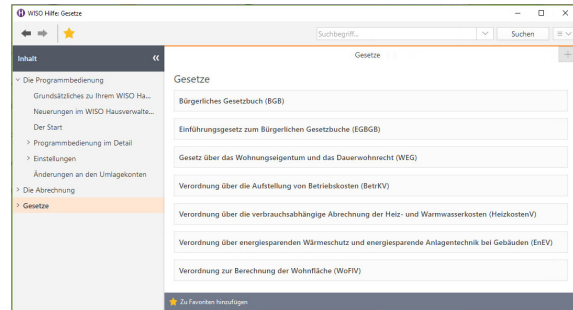 WISO Hilfe: Gesetze
Suchbegriff...
Suchen
Inhalt
Die Programmbedienung
Grundsätzliches zu Ihrem WISO Ha...
Neuerungen im WISO Hausverwalte...
Der Start
Programmbedienung im Detail
Einstellungen
Änderungen an den Umlagekonten
Die Abrechnung
Gesetze
Gesetze
Gesetze
Bürgerliches Gesetzbuch (BGB)
Einführungsgesetz zum Bürgerlichen Gesetzbuche (EGBGB)
Gesetz über das Wohnungseigentum und das Dauerwohnrecht (WEG)
Verordnung über die Aufstellung von Betriebskosten (BetrKV)
Verordnung über die verbrauchsabhängige Abrechnung der Heiz- und Warmwasserkosten (HeizkostenV)
Verordnung über energiesparenden Wärmeschutz und energiesparende Anlagentechnik bei Gebäuden (EnEV)
Verordnung zur Berechnung der Wohnfläche (WoFlV)
Zu Favoriten hinzufügen